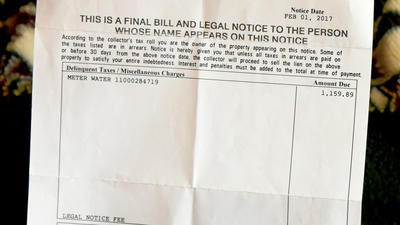 Notice Date
FEB 01, 2017
THIS IS A FINAL BILL AND LEGAL NOTICE TO THE PERSON
WHOSE NAME APPEARS ON THIS NOTICE
According to the collector's tax roll you are the owner of the property appearing on this notice. Some of
the taxes listed are in arrears. Notice is hereby given you that unless all taxes in arrears are paid on
or before 30 days from the above notice date, the collector will proceed to sell the lien on the above
property to satisfy your entire indebtedness. Interest and penalties must be added to the total at time of payment
Delinquent Taxes / Miscellaneous Charges Amount Due
METER WATER 11000284719 1,159.89
LEGAL NOTICE FEE